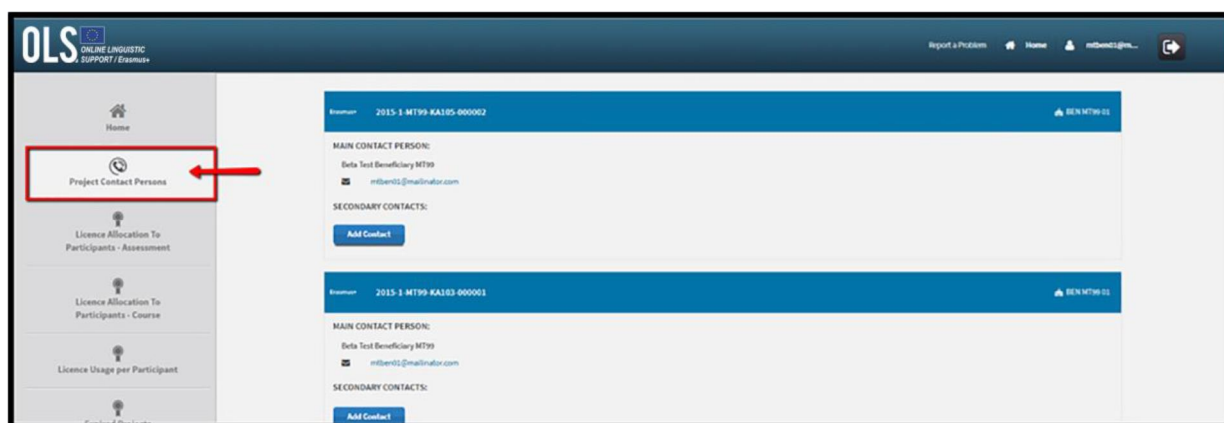 OLS ONLINE LINGUISTIC
SUPPORT / Erasmus+
Report a Problem Home mtben01@m...
Home
Project Contact Persons
Licence Allocation To
Participants - Assessment
Licence Allocation To
Participants - Course
Licence Usage per Participant
Erasmus+ 2015-1-MT99-KA105-000002 BEN MT99-01
MAIN CONTACT PERSON:
Beta Test Beneficiary MT99
mtben01@mailinator.com
SECONDARY CONTACTS:
Add Contact
Erasmus+ 2015-1-MT99-KA103-000001 BEN MT99-01
MAIN CONTACT PERSON:
Beta Test Beneficiary MT99
mtben01@mailinator.com
SECONDARY CONTACTS:
Add Contact